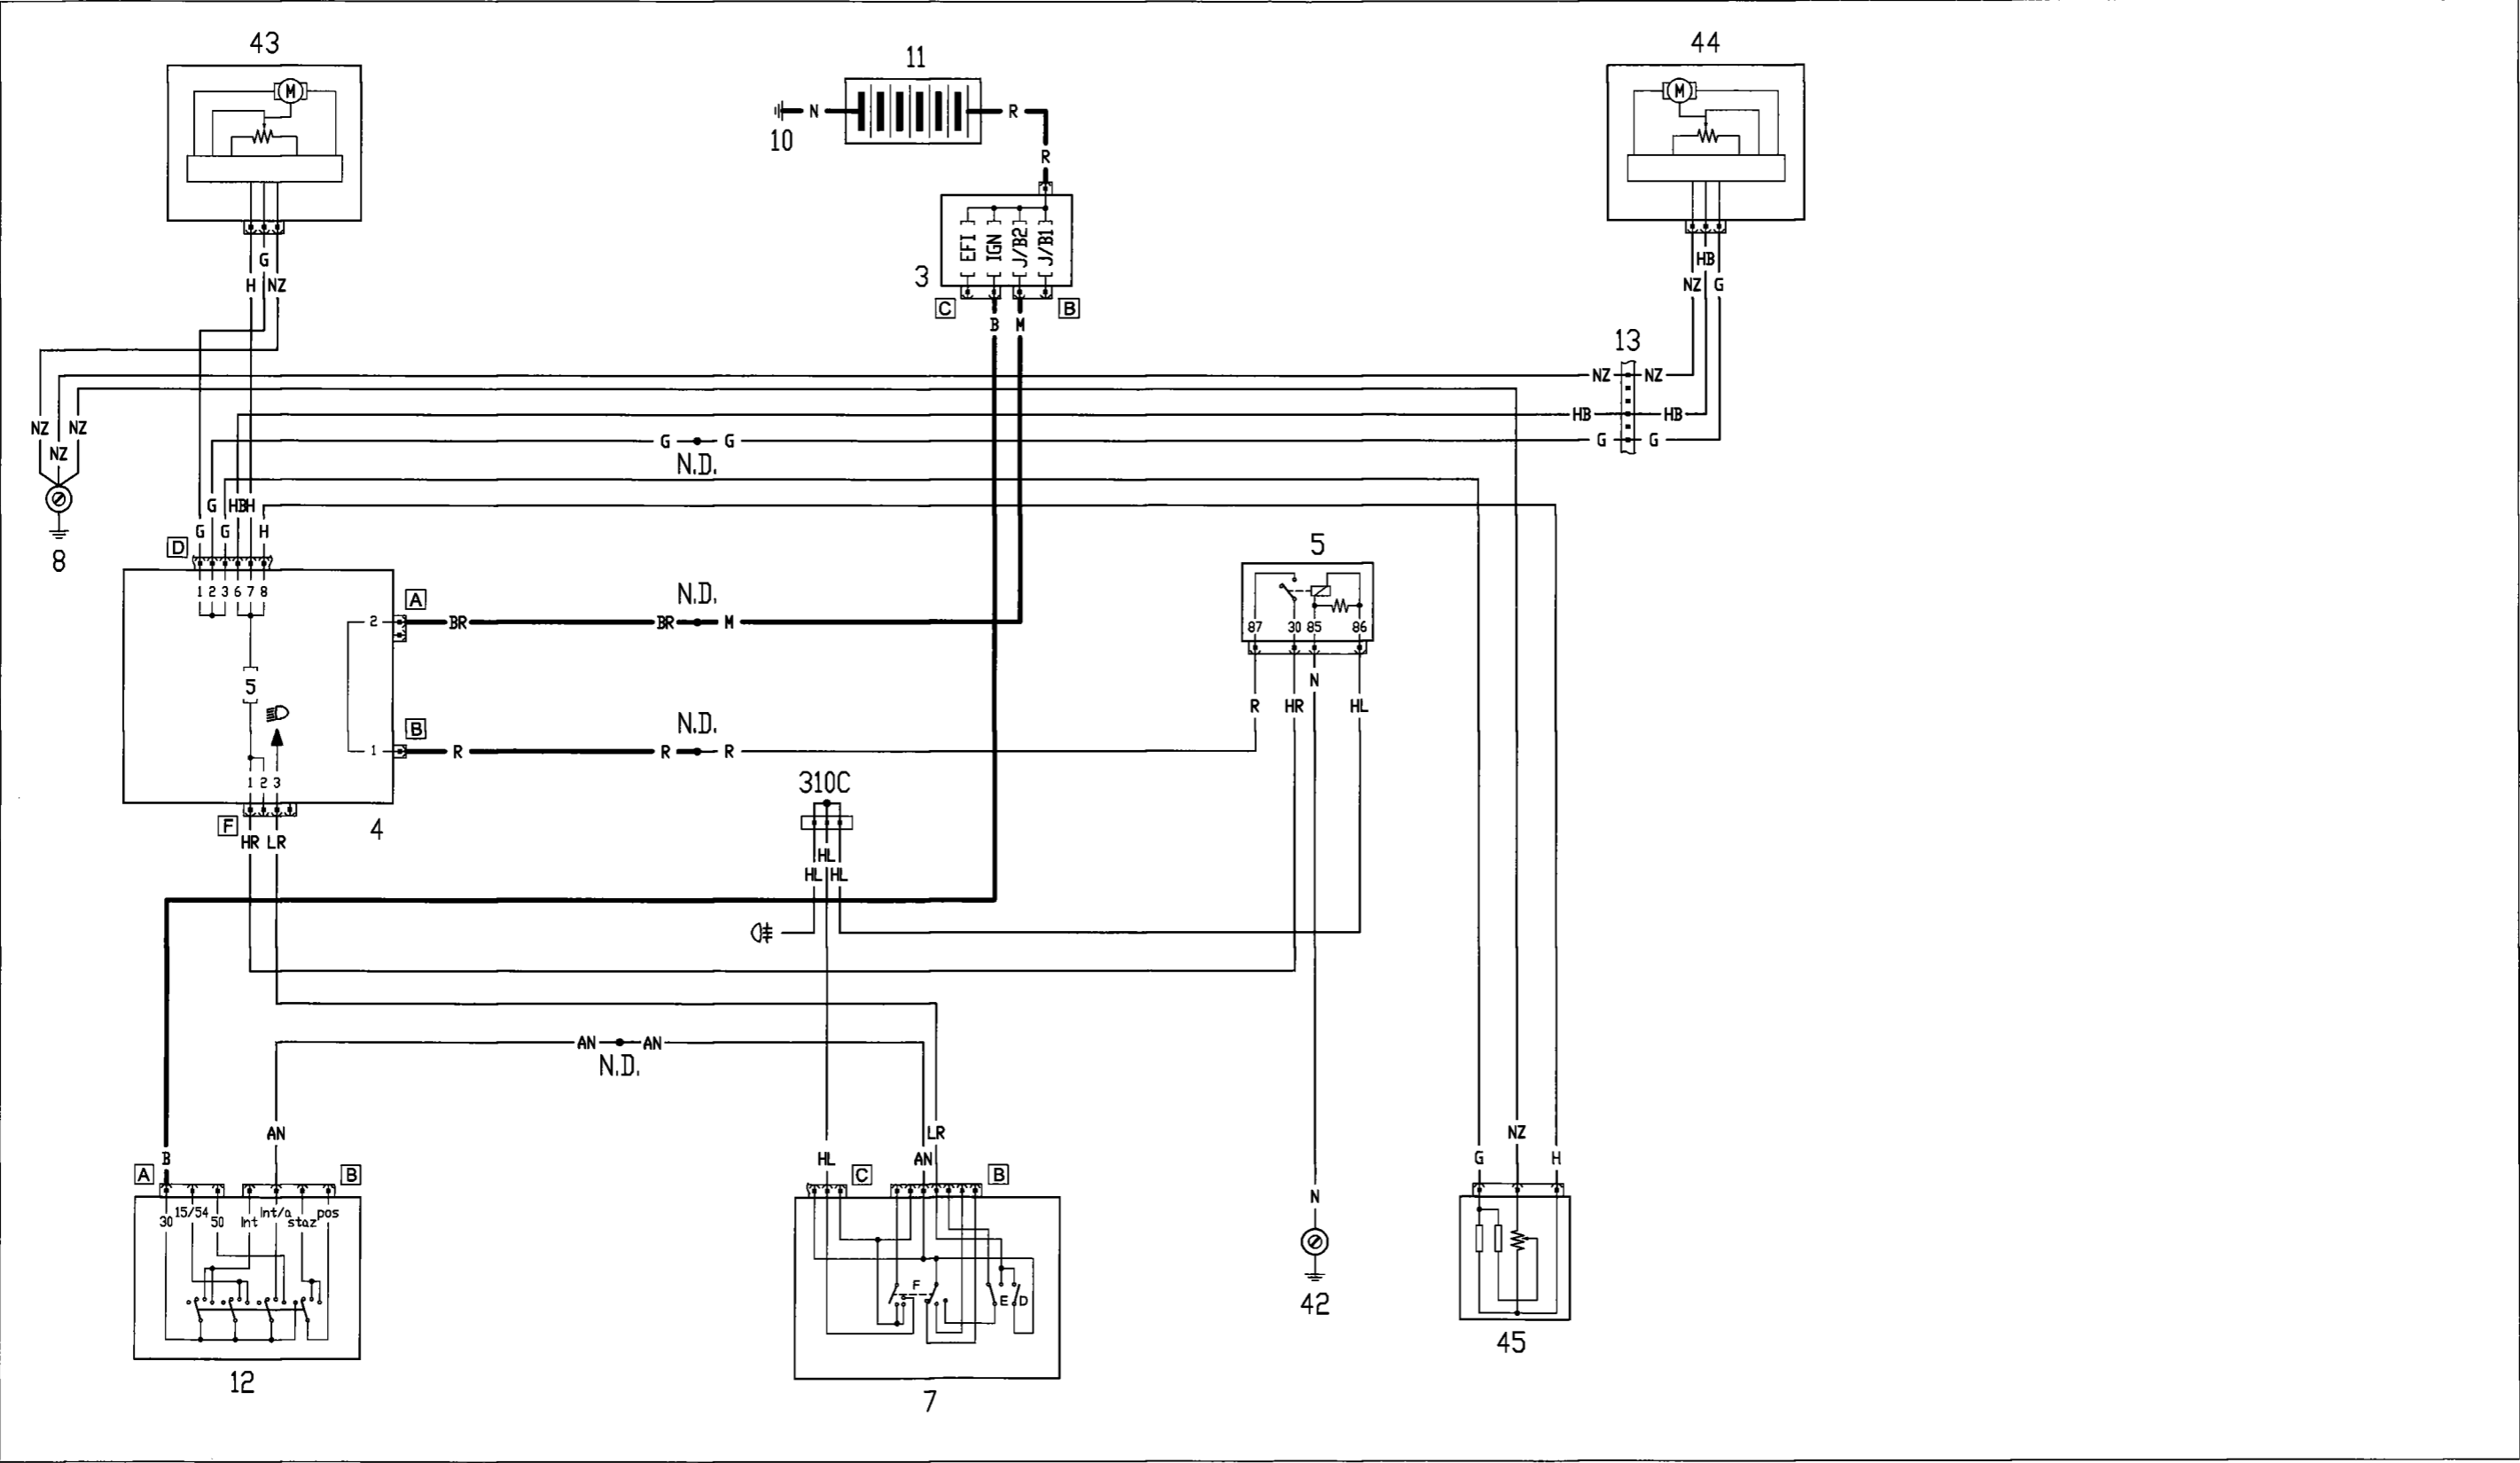 43
11
44
M
M
N
R
10
R
EFI
IGN
J/B2
J/B1
3
C
B
B
M
G
H
NZ
HB
NZ
G
13
NZ
NZ
HB
HB
G
G
G
G
N.D.
NZ
NZ
NZ
8
G
HB
H
G
G
H
D
1 2 3 6 7 8
5
2
A
BR
BR
M
N.D.
1
B
R
R
R
N.D.
1 2 3
F
HR
LR
4
5
87
30
85
86
N
R
HR
HL
310C
HL
HL
HL
AN
AN
N.D.
AN
B
A
B
30
15/54
50
Int
Int/a
staz
pos
12
LR
HL
AN
C
B
F
E
D
7
N
42
NZ
G
H
45